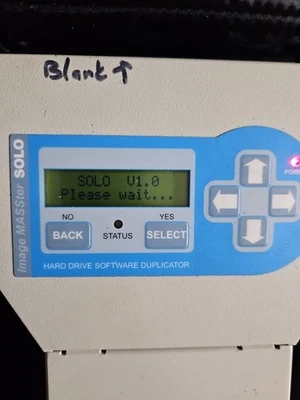 Blank ↑
Image MASSter SOLO
SOLO V1.0
Please wait...
NO
YES
BACK
STATUS
SELECT
HARD DRIVE SOFTWARE DUPLICATOR